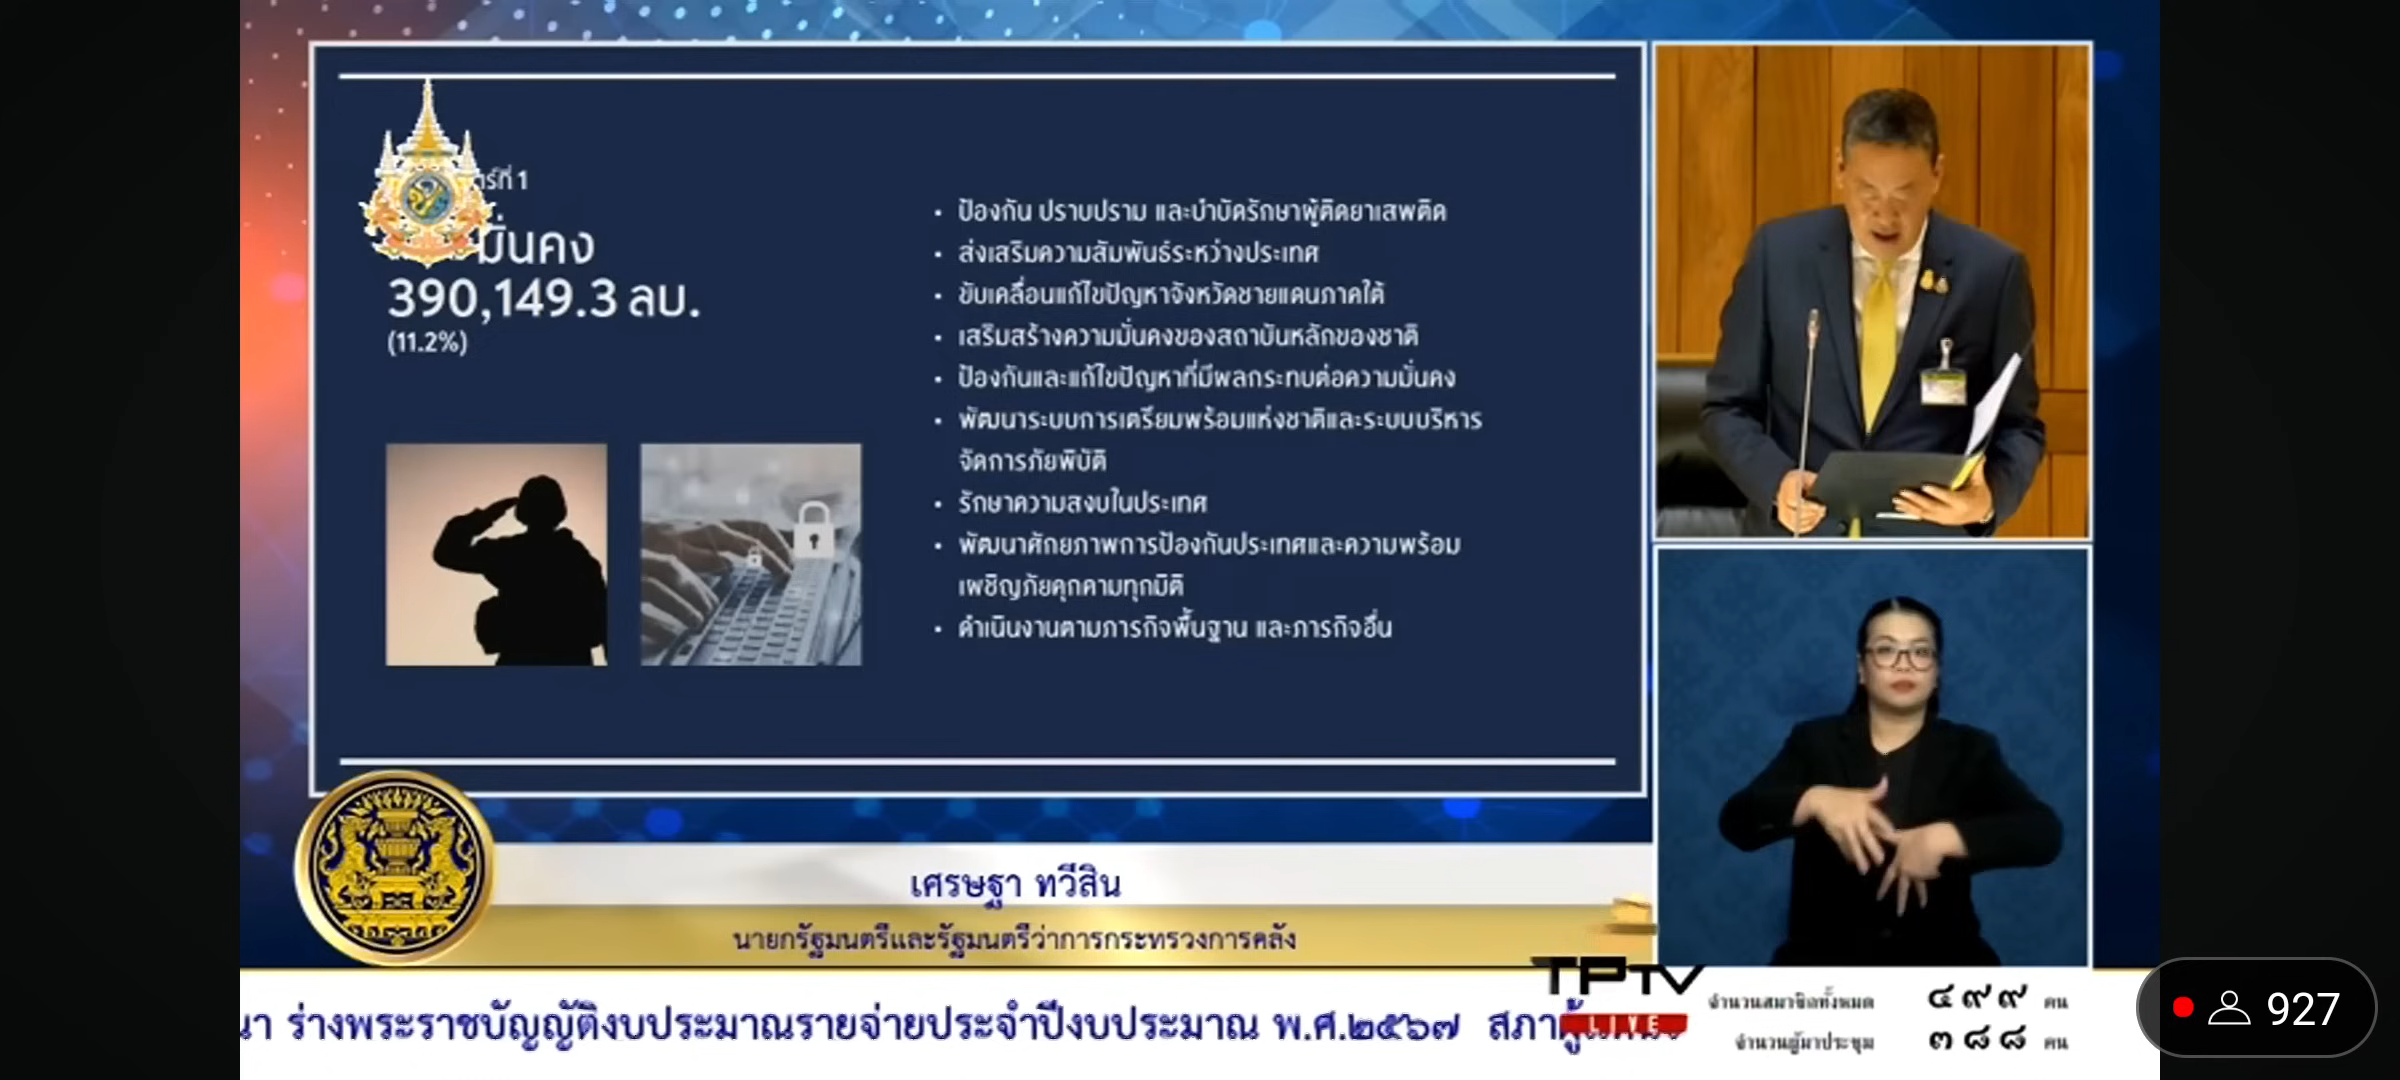 ร์ที่ 1
มั่นคง
390,149.3 ลบ.
(11.2%)
• ป้องกัน ปราบปราม และบำบัดรักษาผู้ติดยาเสพติด
• ส่งเสริมความสัมพันธ์ระหว่างประเทศ
• ขับเคลื่อนแก้ไขปัญหาจังหวัดชายแดนภาคใต้
• เสริมสร้างความมั่นคงของสถาบันหลักของชาติ
• ป้องกันและแก้ไขปัญหาที่มีผลกระทบต่อความมั่นคง
• พัฒนาระบบการเตรียมพร้อมแห่งชาติและระบบบริหาร
จัดการภัยพิบัติ
• รักษาความสงบในประเทศ
• พัฒนาศักยภาพการป้องกันประเทศและความพร้อม
เผชิญภัยคุกคามทุกมิติ
• ดำเนินงานตามภารกิจพื้นฐาน และภารกิจอื่น
เศรษฐา ทวีสิน
นายกรัฐมนตรีและรัฐมนตรีว่าการกระทรวงการคลัง
นา ร่างพระราชบัญญัติงบประมาณรายจ่ายประจำปีงบประมาณ พ.ศ.๒๕๖๗ สภาผู้แทน
TPTV
LIVE
จำนวนสมาชิกทั้งหมด ๔๙๙ คน
จำนวนผู้มาประชุม ๓๘๘ คน
927